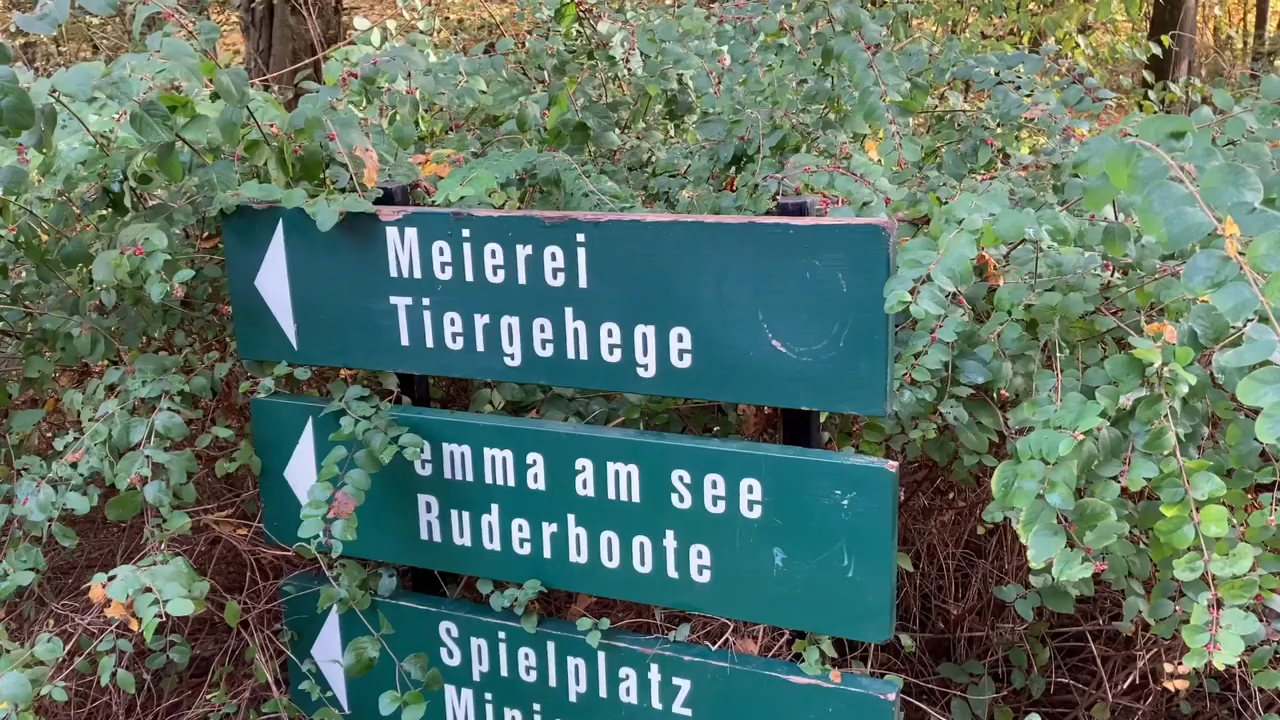 Meierei
Tiergehege
emma am see
Ruderboote
Spielplatz